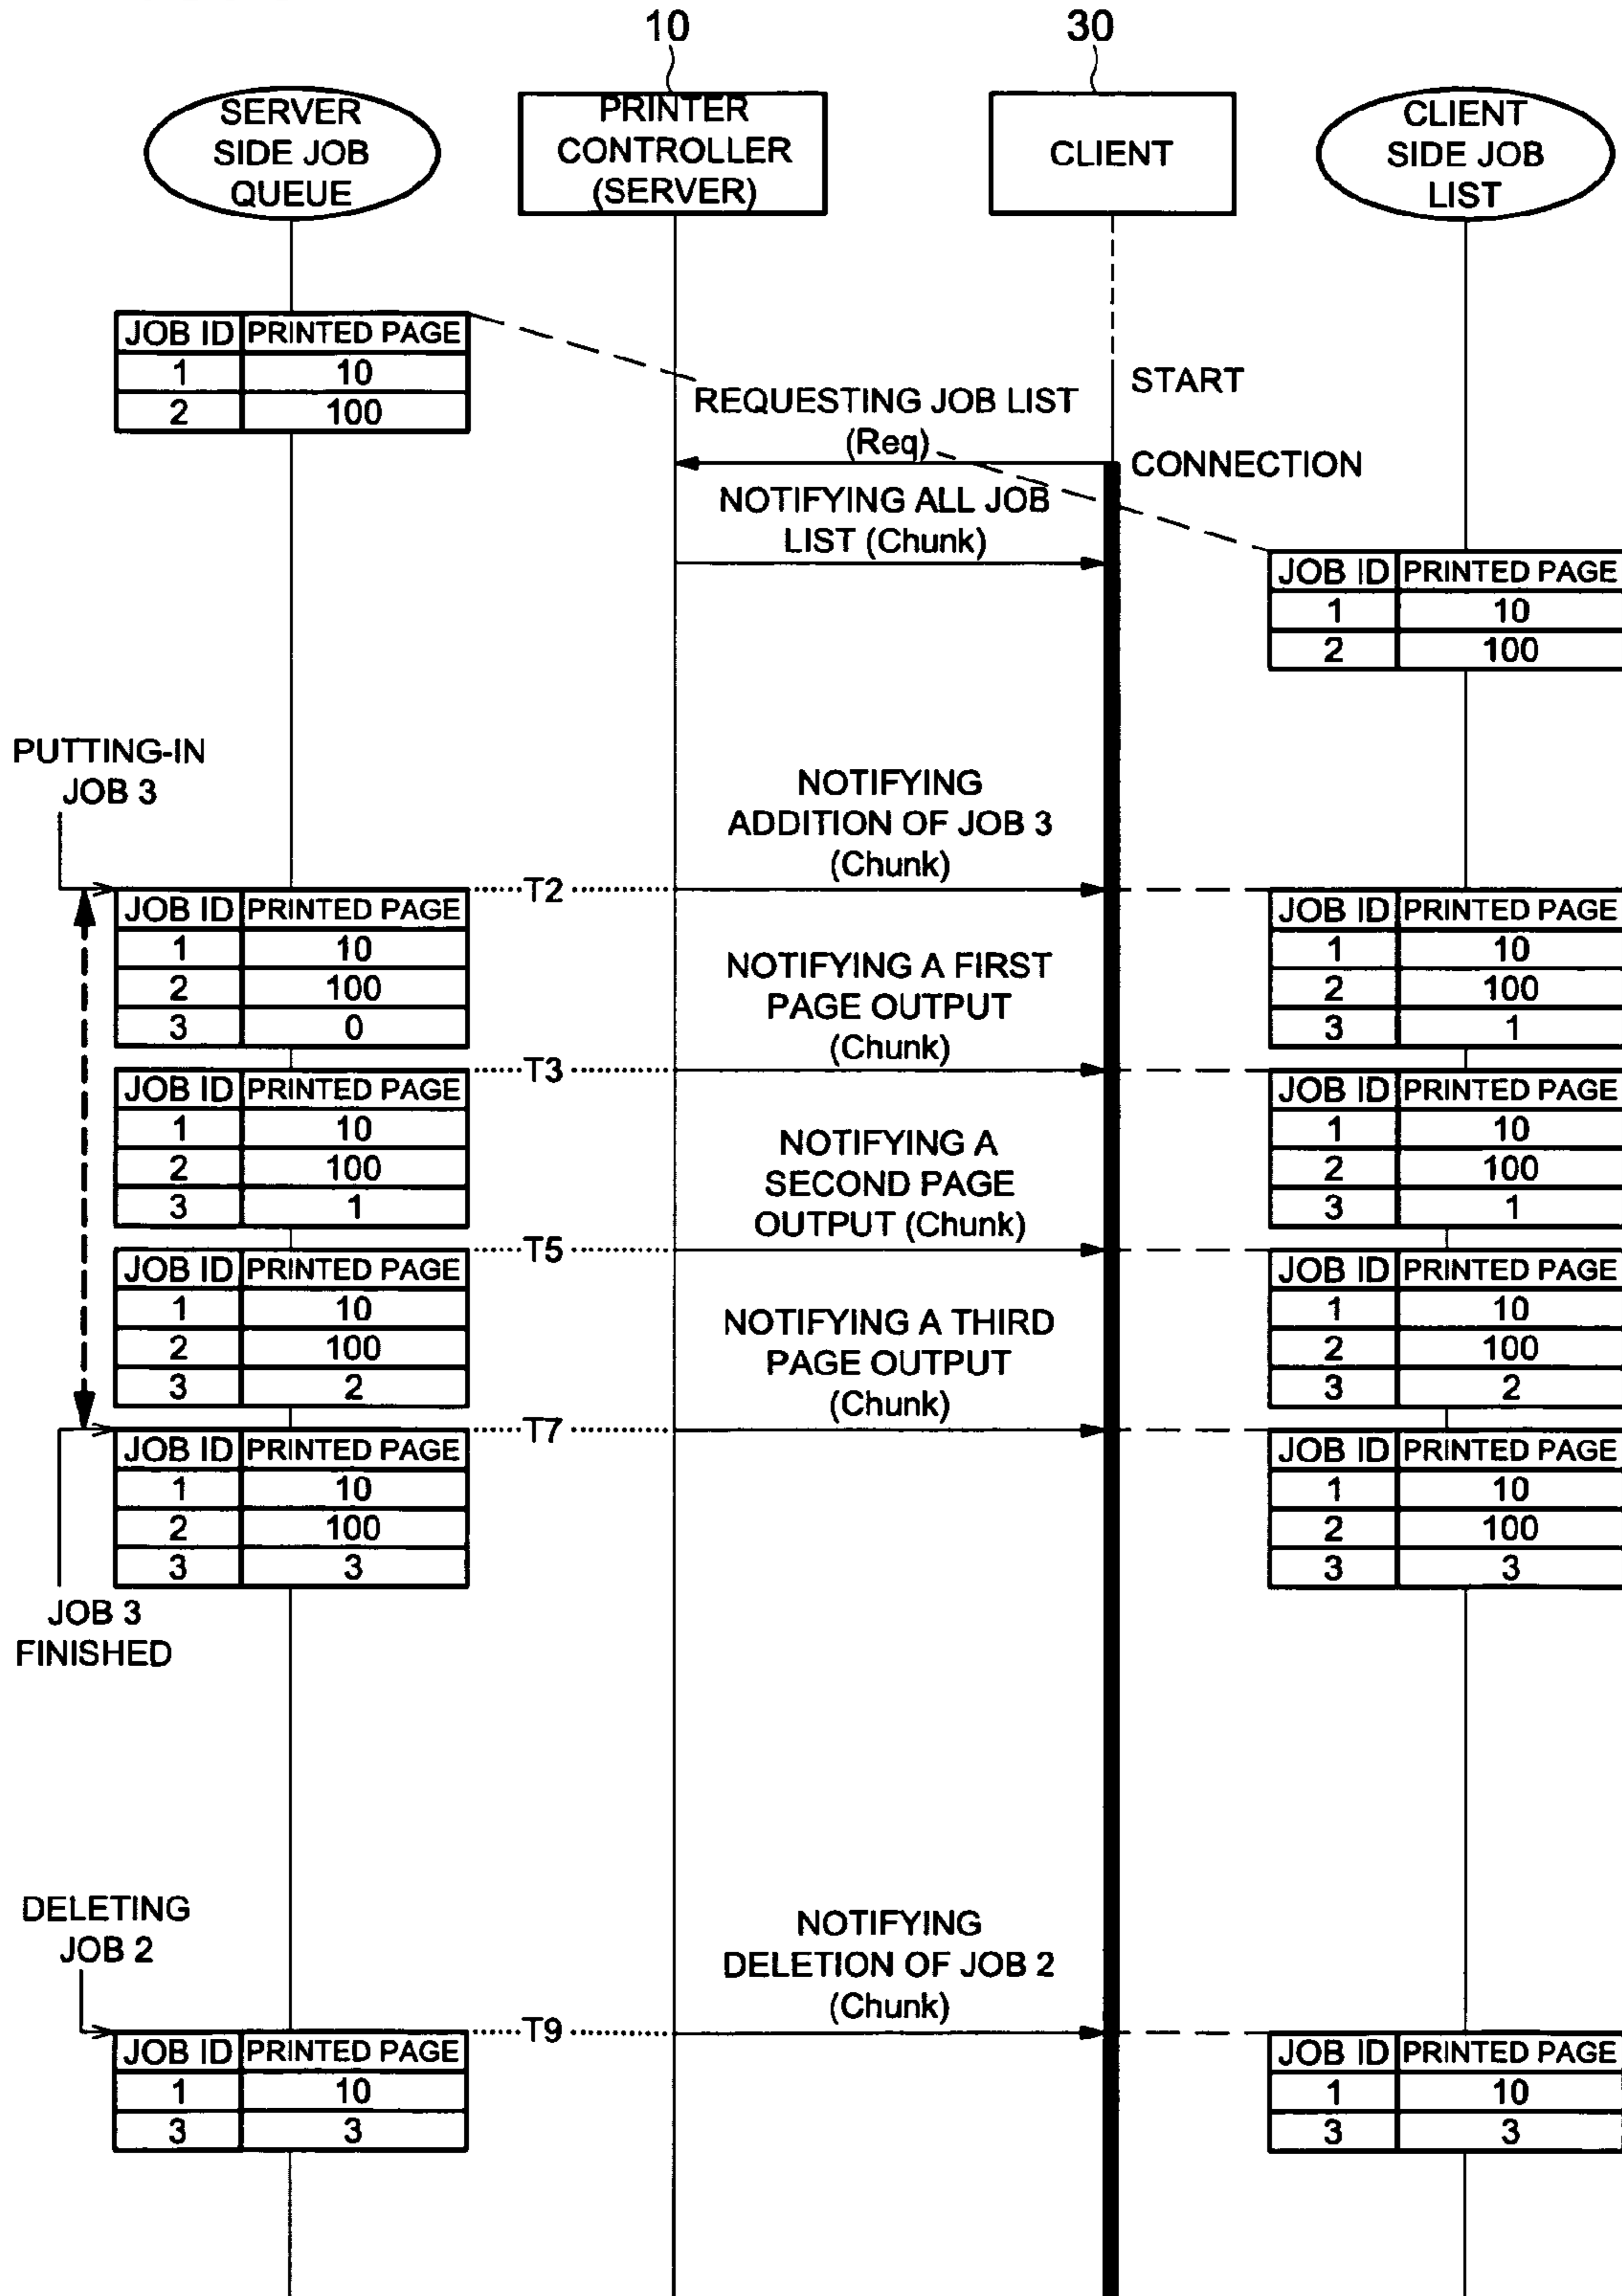 10
30
SERVER
SIDE JOB
QUEUE
PRINTER
CONTROLLER
(SERVER)
CLIENT
CLIENT
SIDE JOB
LIST
JOB ID PRINTED PAGE
1 10
2 100
START
REQUESTING JOB LIST
(Req)
CONNECTION
NOTIFYING ALL JOB
LIST (Chunk)
JOB ID PRINTED PAGE
1 10
2 100
PUTTING-IN
JOB 3
NOTIFYING
ADDITION OF JOB 3
(Chunk)
T2
JOB ID PRINTED PAGE
1 10
2 100
3 0
JOB ID PRINTED PAGE
1 10
2 100
3 1
NOTIFYING A FIRST
PAGE OUTPUT
(Chunk)
T3
JOB ID PRINTED PAGE
1 10
2 100
3 1
JOB ID PRINTED PAGE
1 10
2 100
3 1
NOTIFYING A
SECOND PAGE
OUTPUT (Chunk)
T5
JOB ID PRINTED PAGE
1 10
2 100
3 2
JOB ID PRINTED PAGE
1 10
2 100
3 2
NOTIFYING A THIRD
PAGE OUTPUT
(Chunk)
T7
JOB ID PRINTED PAGE
1 10
2 100
3 3
JOB ID PRINTED PAGE
1 10
2 100
3 3
JOB 3
FINISHED
DELETING
JOB 2
NOTIFYING
DELETION OF JOB 2
(Chunk)
T9
JOB ID PRINTED PAGE
1 10
3 3
JOB ID PRINTED PAGE
1 10
3 3